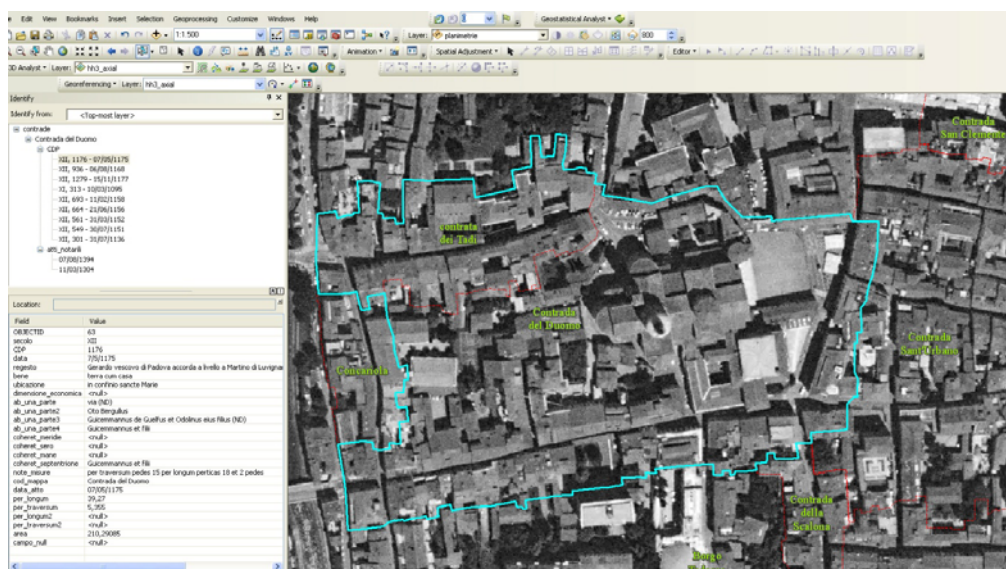 Edit View Bookmarks Insert Selection Geoprocessing Customize Windows Help
Geostatistical Analyst
1:1.500
Layer: planimetrie
800
Animation
Spatial Adjustment
Editor
3D Analyst Layer: hh3_axial
Georeferencing Layer: hh3_axial
Identify
Identify from: <Top-most layer>
contrade
Contrada del Duomo
CDP
XII, 1176 - 07/05/1175
XII, 936 - 06/08/1168
XII, 1279 - 15/11/1177
XI, 313 - 10/03/1095
XII, 693 - 11/02/1158
XII, 664 - 21/06/1156
XII, 561 - 31/03/1152
XII, 549 - 30/07/1151
XII, 301 - 31/07/1136
atti_notarili
07/08/1394
11/03/1304
Location:
Field Value
OBJECTID 63
secolo XII
CDP 1176
data 7/5/1175
regesto Gerardo vescovo di Padova accorda a livello a Martino di Luvigna
bene terra cum casa
ubicazione in confinio sancte Marie
dimensione_economica <null>
ab_una_parte via (ND)
ab_una_parte2 Oto Bergullus
ab_una_parte3 Guicemmannus de Guelfus et Odolinus eius filius (ND)
ab_una_parte4 Guicemmannus et filii
coheret_meridie <null>
coheret_sero <null>
coheret_mane <null>
coheret_septentrione Guicemmannus et filii
note_misure per traversum pedes 15 per longum perticas 18 et 2 pedes
cod_mappa Contrada del Duomo
data_atto 07/05/1175
per_longum 39,27
per_traversum 5,355
per_longum2 <null>
per_traversum2 <null>
area 210,29085
campo_null <null>
Contrada
San Clemente
contrata
dei Tadi
Contrada
del Duomo
Concariola
Contrada
Sant'Urbano
Contrada
della
Scalona
Borgo